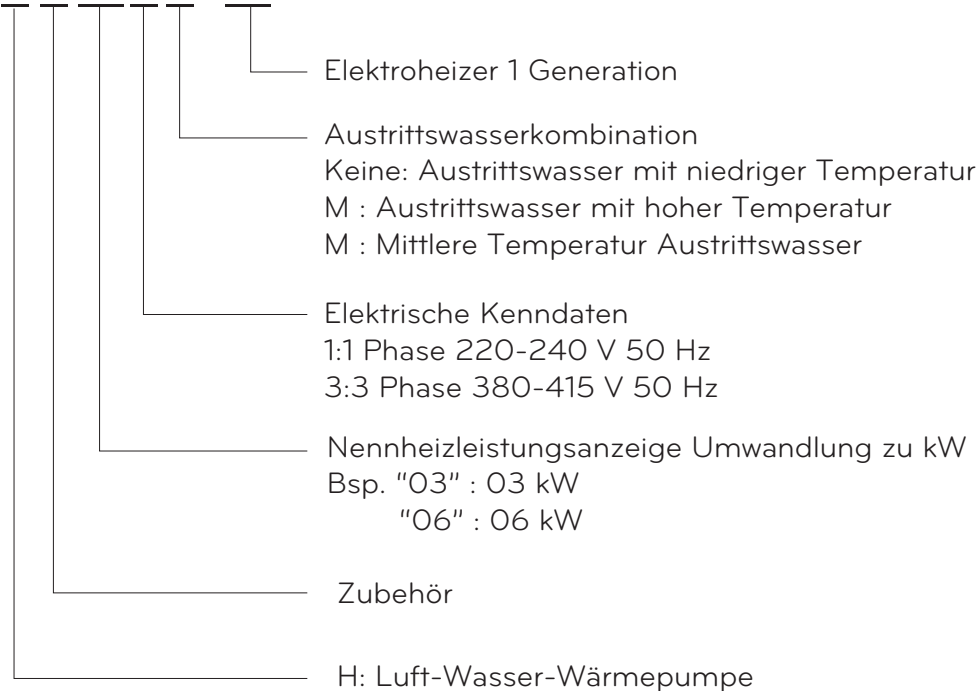 Elektroheizer 1 Generation
Austrittswasserkombination
Keine: Austrittswasser mit niedriger Temperatur
M : Austrittswasser mit hoher Temperatur
M : Mittlere Temperatur Austrittswasser
Elektrische Kenndaten
1:1 Phase 220-240 V 50 Hz
3:3 Phase 380-415 V 50 Hz
Nennheizleistungsanzeige Umwandlung zu kW
Bsp. "03" : 03 kW
"06" : 06 kW
Zubehör
H: Luft-Wasser-Wärmepumpe